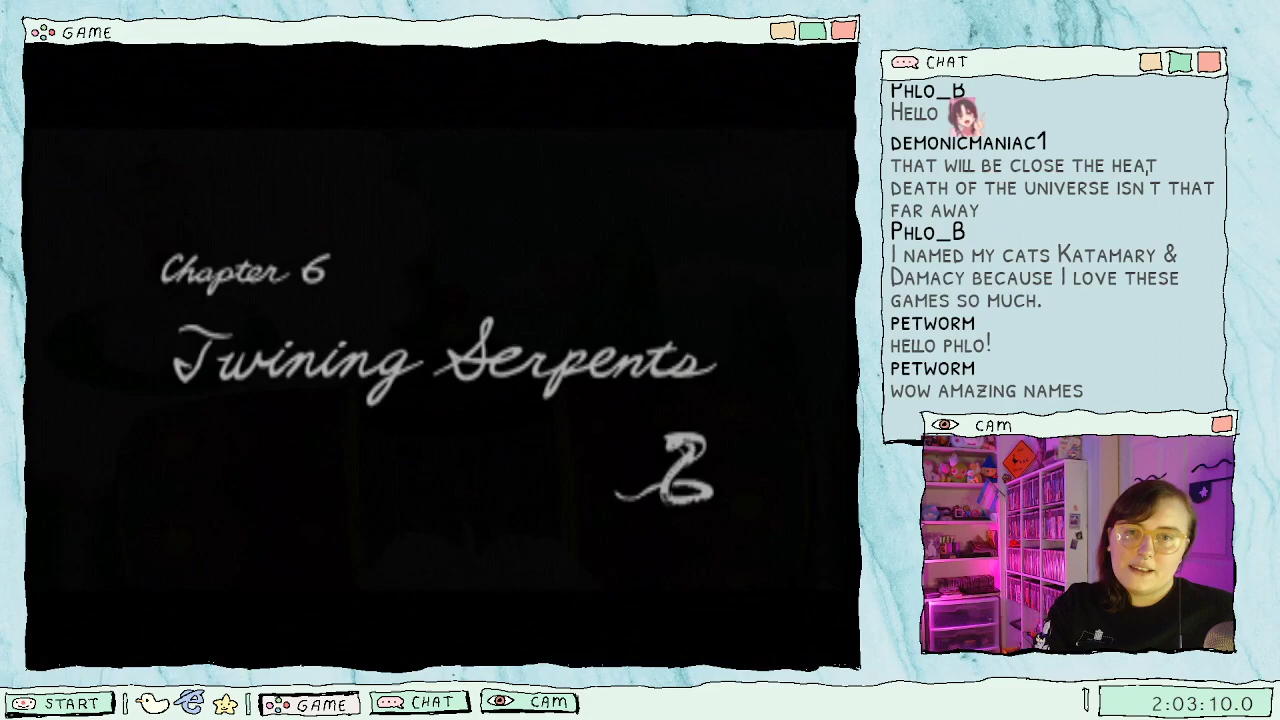 GAME
Chapter 6
Twining Serpents
CHAT
PHLO_B
HELLO
DEMONICMANIAC1
THAT WILL BE CLOSE THE HEA,T
DEATH OF THE UNIVERSE ISN T THAT
FAR AWAY
PHLO_B
I NAMED MY CATS KATAMARY &
DAMACY BECAUSE I LOVE THESE
GAMES SO MUCH.
PETWORM
HELLO PHLO!
PETWORM
WOW AMAZING NAMES
CAM
START
GAME
CHAT
CAM
2:03:10.0